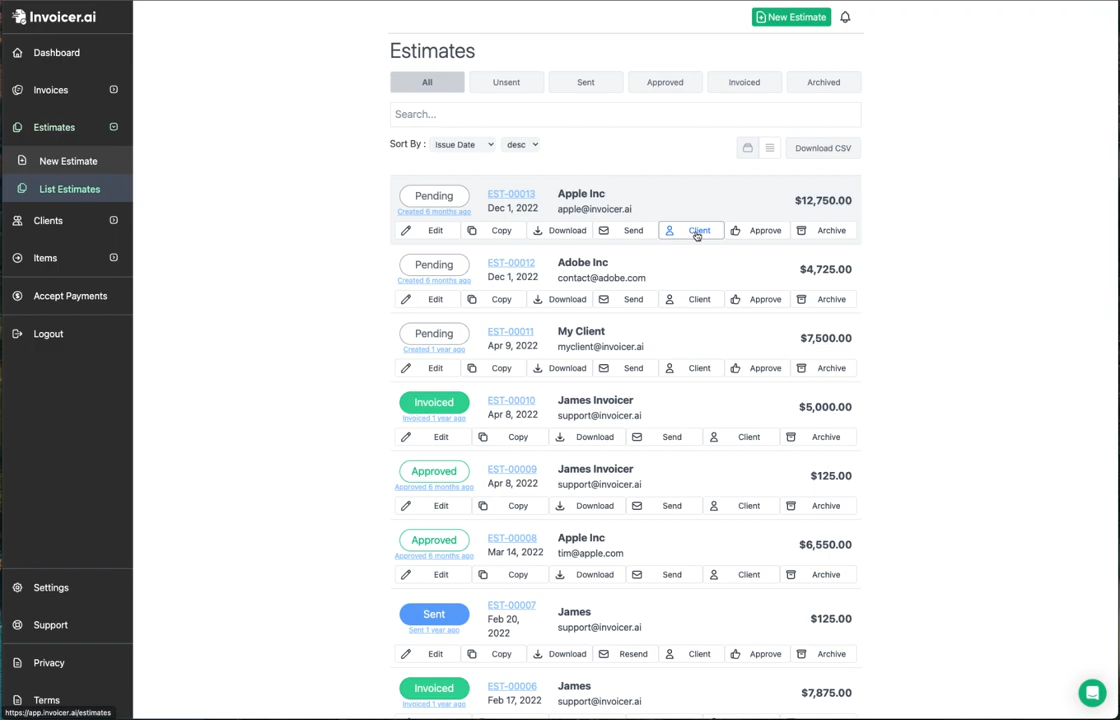 Invoicer.ai
New Estimate
Dashboard
Invoices
Estimates
New Estimate
List Estimates
Clients
Items
Accept Payments
Logout
Settings
Support
Privacy
Terms
https://app.invoicer.ai/estimates
Estimates
All Unsent Sent Approved Invoiced Archived
Search...
Sort By : Issue Date desc Download CSV
Pending EST-00013 Apple Inc $12,750.00
Created 6 months ago Dec 1, 2022 apple@invoicer.ai
Edit Copy Download Send Client Approve Archive
Pending EST-00012 Adobe Inc $4,725.00
Created 6 months ago Dec 1, 2022 contact@adobe.com
Edit Copy Download Send Client Approve Archive
Pending EST-00011 My Client $7,500.00
Created 1 year ago Apr 9, 2022 myclient@invoicer.ai
Edit Copy Download Send Client Approve Archive
Invoiced EST-00010 James Invoicer $5,000.00
Invoiced 1 year ago Apr 8, 2022 support@invoicer.ai
Edit Copy Download Send Client Archive
Approved EST-00009 James Invoicer $125.00
Approved 6 months ago Apr 8, 2022 support@invoicer.ai
Edit Copy Download Send Client Archive
Approved EST-00008 Apple Inc $6,550.00
Approved 6 months ago Mar 14, 2022 tim@apple.com
Edit Copy Download Send Client Archive
Sent EST-00007 James $125.00
Sent 1 year ago Feb 20, 2022 support@invoicer.ai
Edit Copy Download Resend Client Approve Archive
Invoiced EST-00006 James $7,875.00
Invoiced 1 year ago Feb 17, 2022 support@invoicer.ai